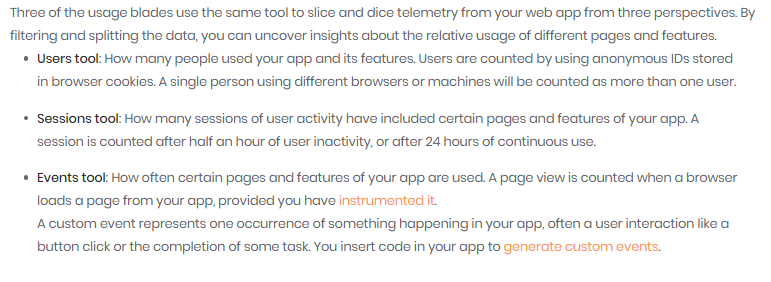 Three of the usage blades use the same tool to slice and dice telemetry from your web app from three perspectives. By
filtering and splitting the data, you can uncover insights about the relative usage of different pages and features.
• Users tool: How many people used your app and its features. Users are counted by using anonymous IDs stored
in browser cookies. A single person using different browsers or machines will be counted as more than one user.
• Sessions tool: How many sessions of user activity have included certain pages and features of your app. A
session is counted after half an hour of user inactivity, or after 24 hours of continuous use.
• Events tool: How often certain pages and features of your app are used. A page view is counted when a browser
loads a page from your app, provided you have instrumented it.
A custom event represents one occurrence of something happening in your app, often a user interaction like a
button click or the completion of some task. You insert code in your app to generate custom events.